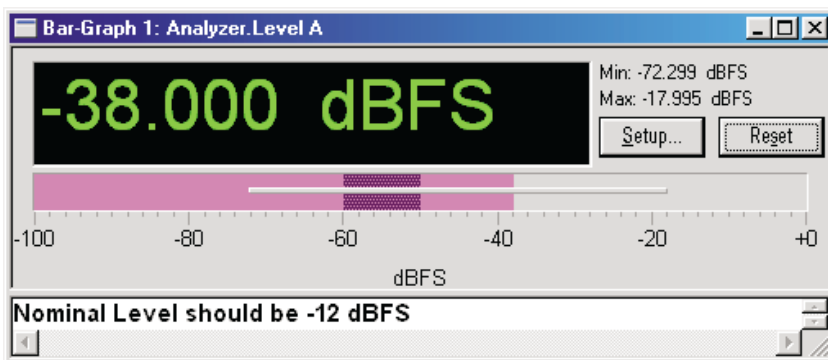 Bar-Graph 1: Analyzer.Level A
-38.000 dBFS
Min: -72.299 dBFS
Max: -17.995 dBFS
Setup... Reset
-100 -80 -60 -40 -20 +0
dBFS
Nominal Level should be -12 dBFS